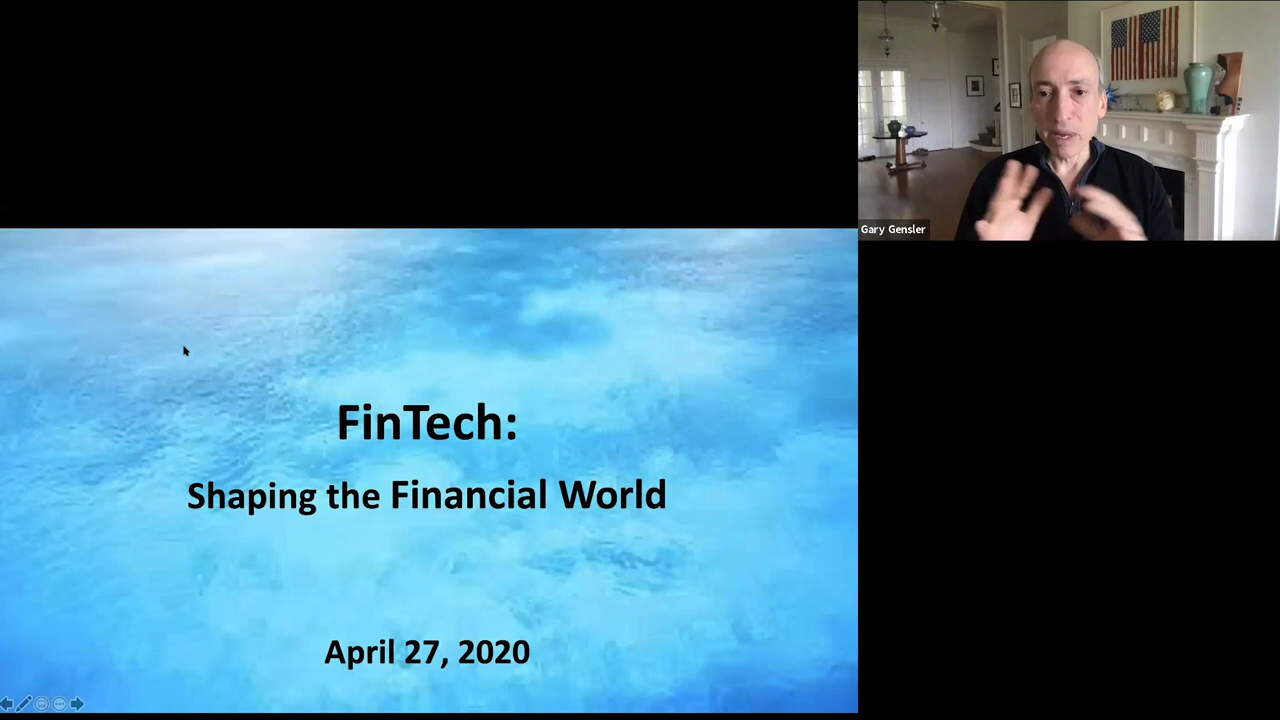 Gary Gensler
FinTech:
Shaping the Financial World
April 27, 2020